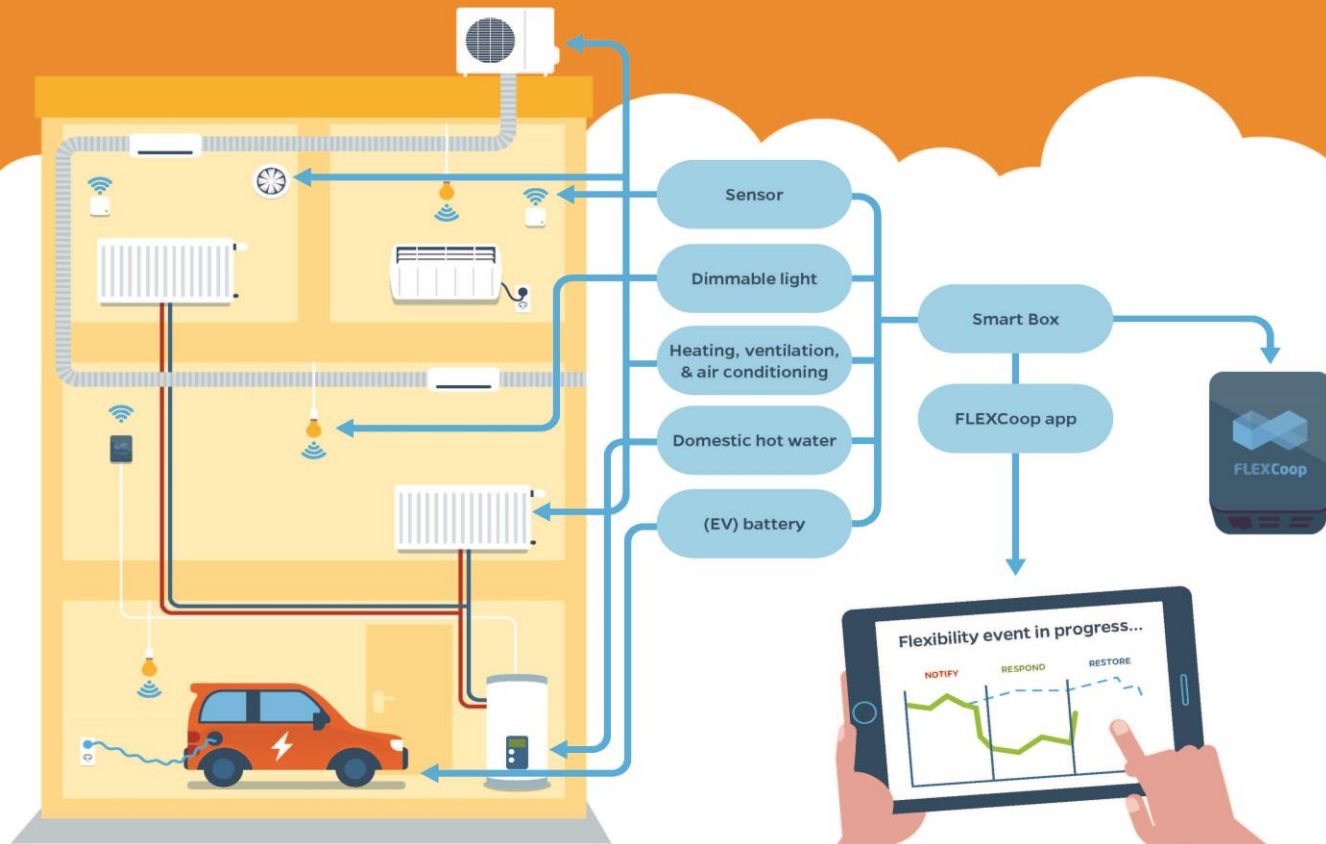 Sensor
Dimmable light
Heating, ventilation,
& air conditioning
Domestic hot water
(EV) battery
Smart Box
FLEXCoop app
FLEXCoop
Flexibility event in progress...
NOTIFY
RESPOND
RESTORE